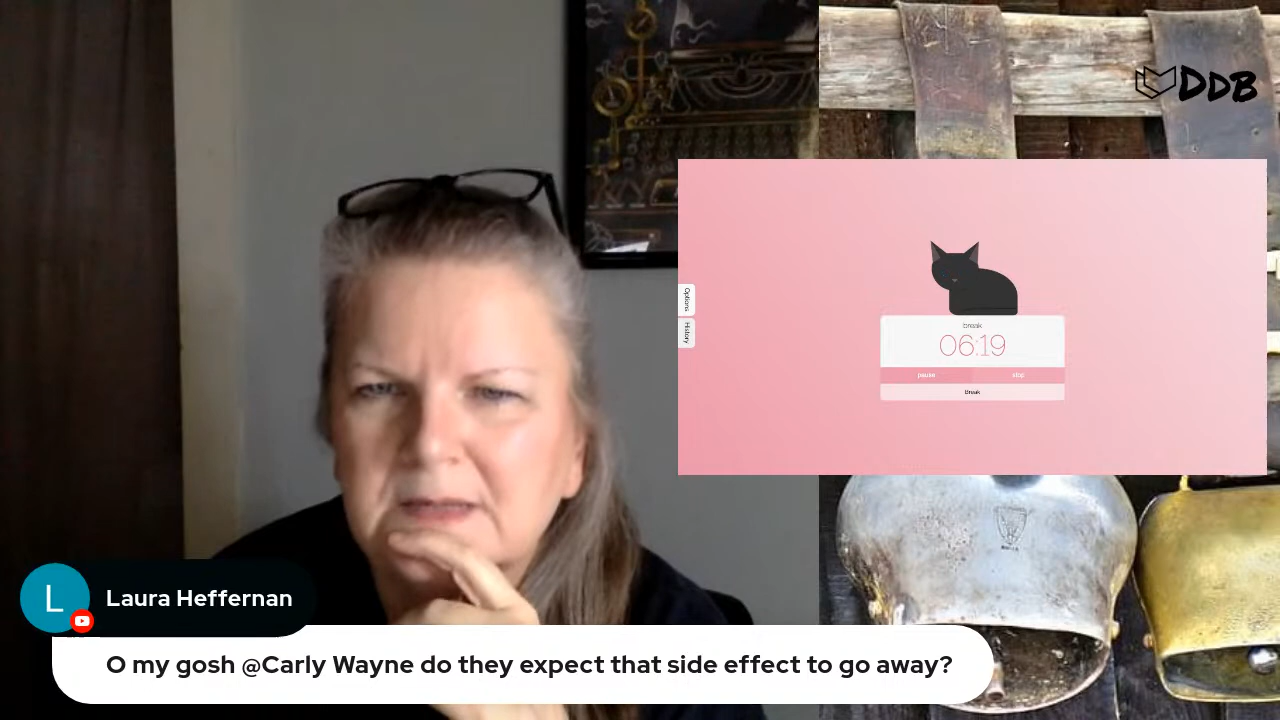 DDB
Options
History
break
06:19
pause
stop
Break
L
Laura Heffernan
O my gosh @Carly Wayne do they expect that side effect to go away?